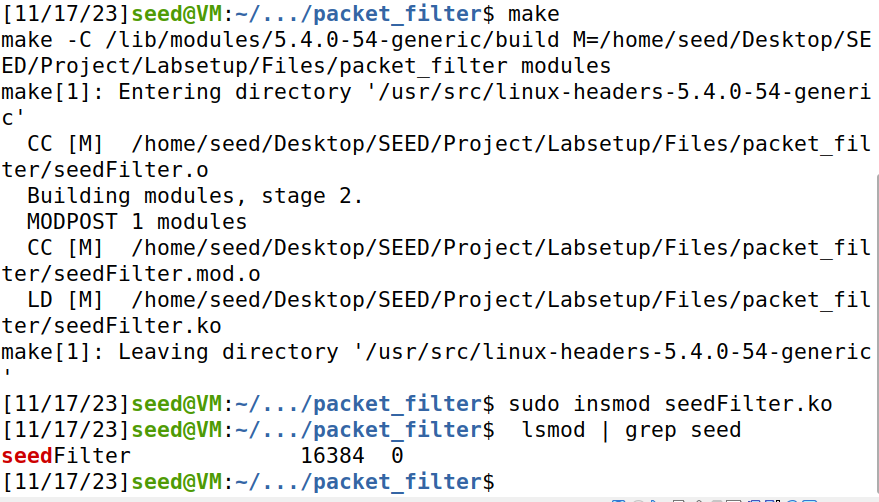 [11/17/23]seed@VM:~/.../packet_filter$ make
make -C /lib/modules/5.4.0-54-generic/build M=/home/seed/Desktop/SE
ED/Project/Labsetup/Files/packet_filter modules
make[1]: Entering directory '/usr/src/linux-headers-5.4.0-54-generi
c'
  CC [M]  /home/seed/Desktop/SEED/Project/Labsetup/Files/packet_fil
ter/seedFilter.o
  Building modules, stage 2.
  MODPOST 1 modules
  CC [M]  /home/seed/Desktop/SEED/Project/Labsetup/Files/packet_fil
ter/seedFilter.mod.o
  LD [M]  /home/seed/Desktop/SEED/Project/Labsetup/Files/packet_fil
ter/seedFilter.ko
make[1]: Leaving directory '/usr/src/linux-headers-5.4.0-54-generic
'
[11/17/23]seed@VM:~/.../packet_filter$ sudo insmod seedFilter.ko
[11/17/23]seed@VM:~/.../packet_filter$  lsmod | grep seed
seedFilter             16384  0
[11/17/23]seed@VM:~/.../packet_filter$